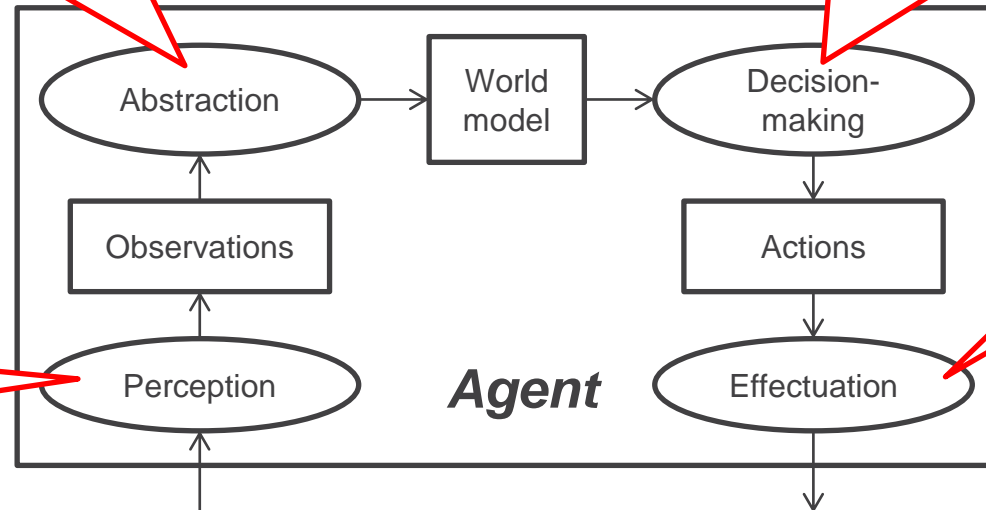 Abstraction
World
model
Decision-
making
Observations
Actions
Perception
Agent
Effectuation